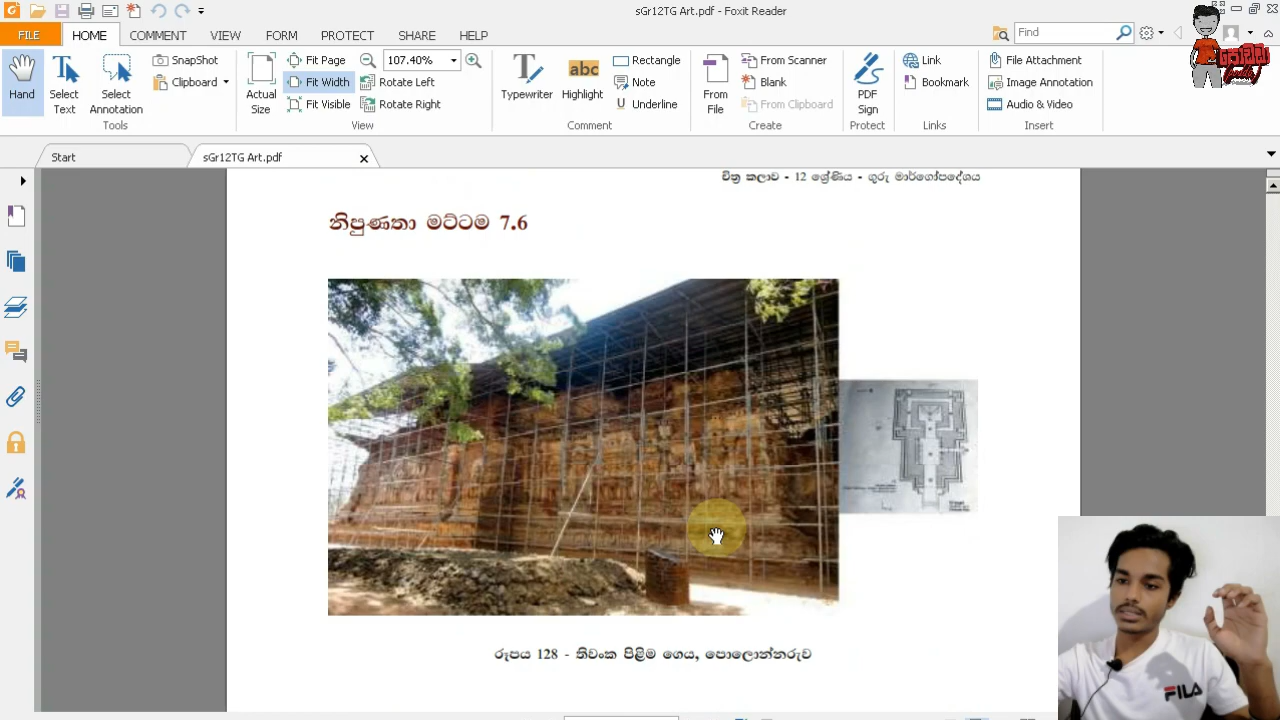 sGr12TG Art.pdf - Foxit Reader
FILE HOME COMMENT VIEW FORM PROTECT SHARE HELP
Find
Hand
Select Text
Select Annotation
SnapShot
Clipboard
Tools
Actual Size
Fit Page
Fit Width
Fit Visible
107.40%
Rotate Left
Rotate Right
View
Typewriter
Highlight
Rectangle
Note
Underline
Comment
From File
From Scanner
Blank
From Clipboard
Create
PDF Sign
Protect
Link
Bookmark
Links
File Attachment
Image Annotation
Audio & Video
Insert
Start
sGr12TG Art.pdf
චිත්‍ර කලාව - 12 ශ්‍රේණිය - ගුරු මාර්ගෝපදේශය
නිපුණතා මට්ටම 7.6
රූපය 128 - තිවංක පිළිම ගෙය, පොලොන්නරුව
FILA